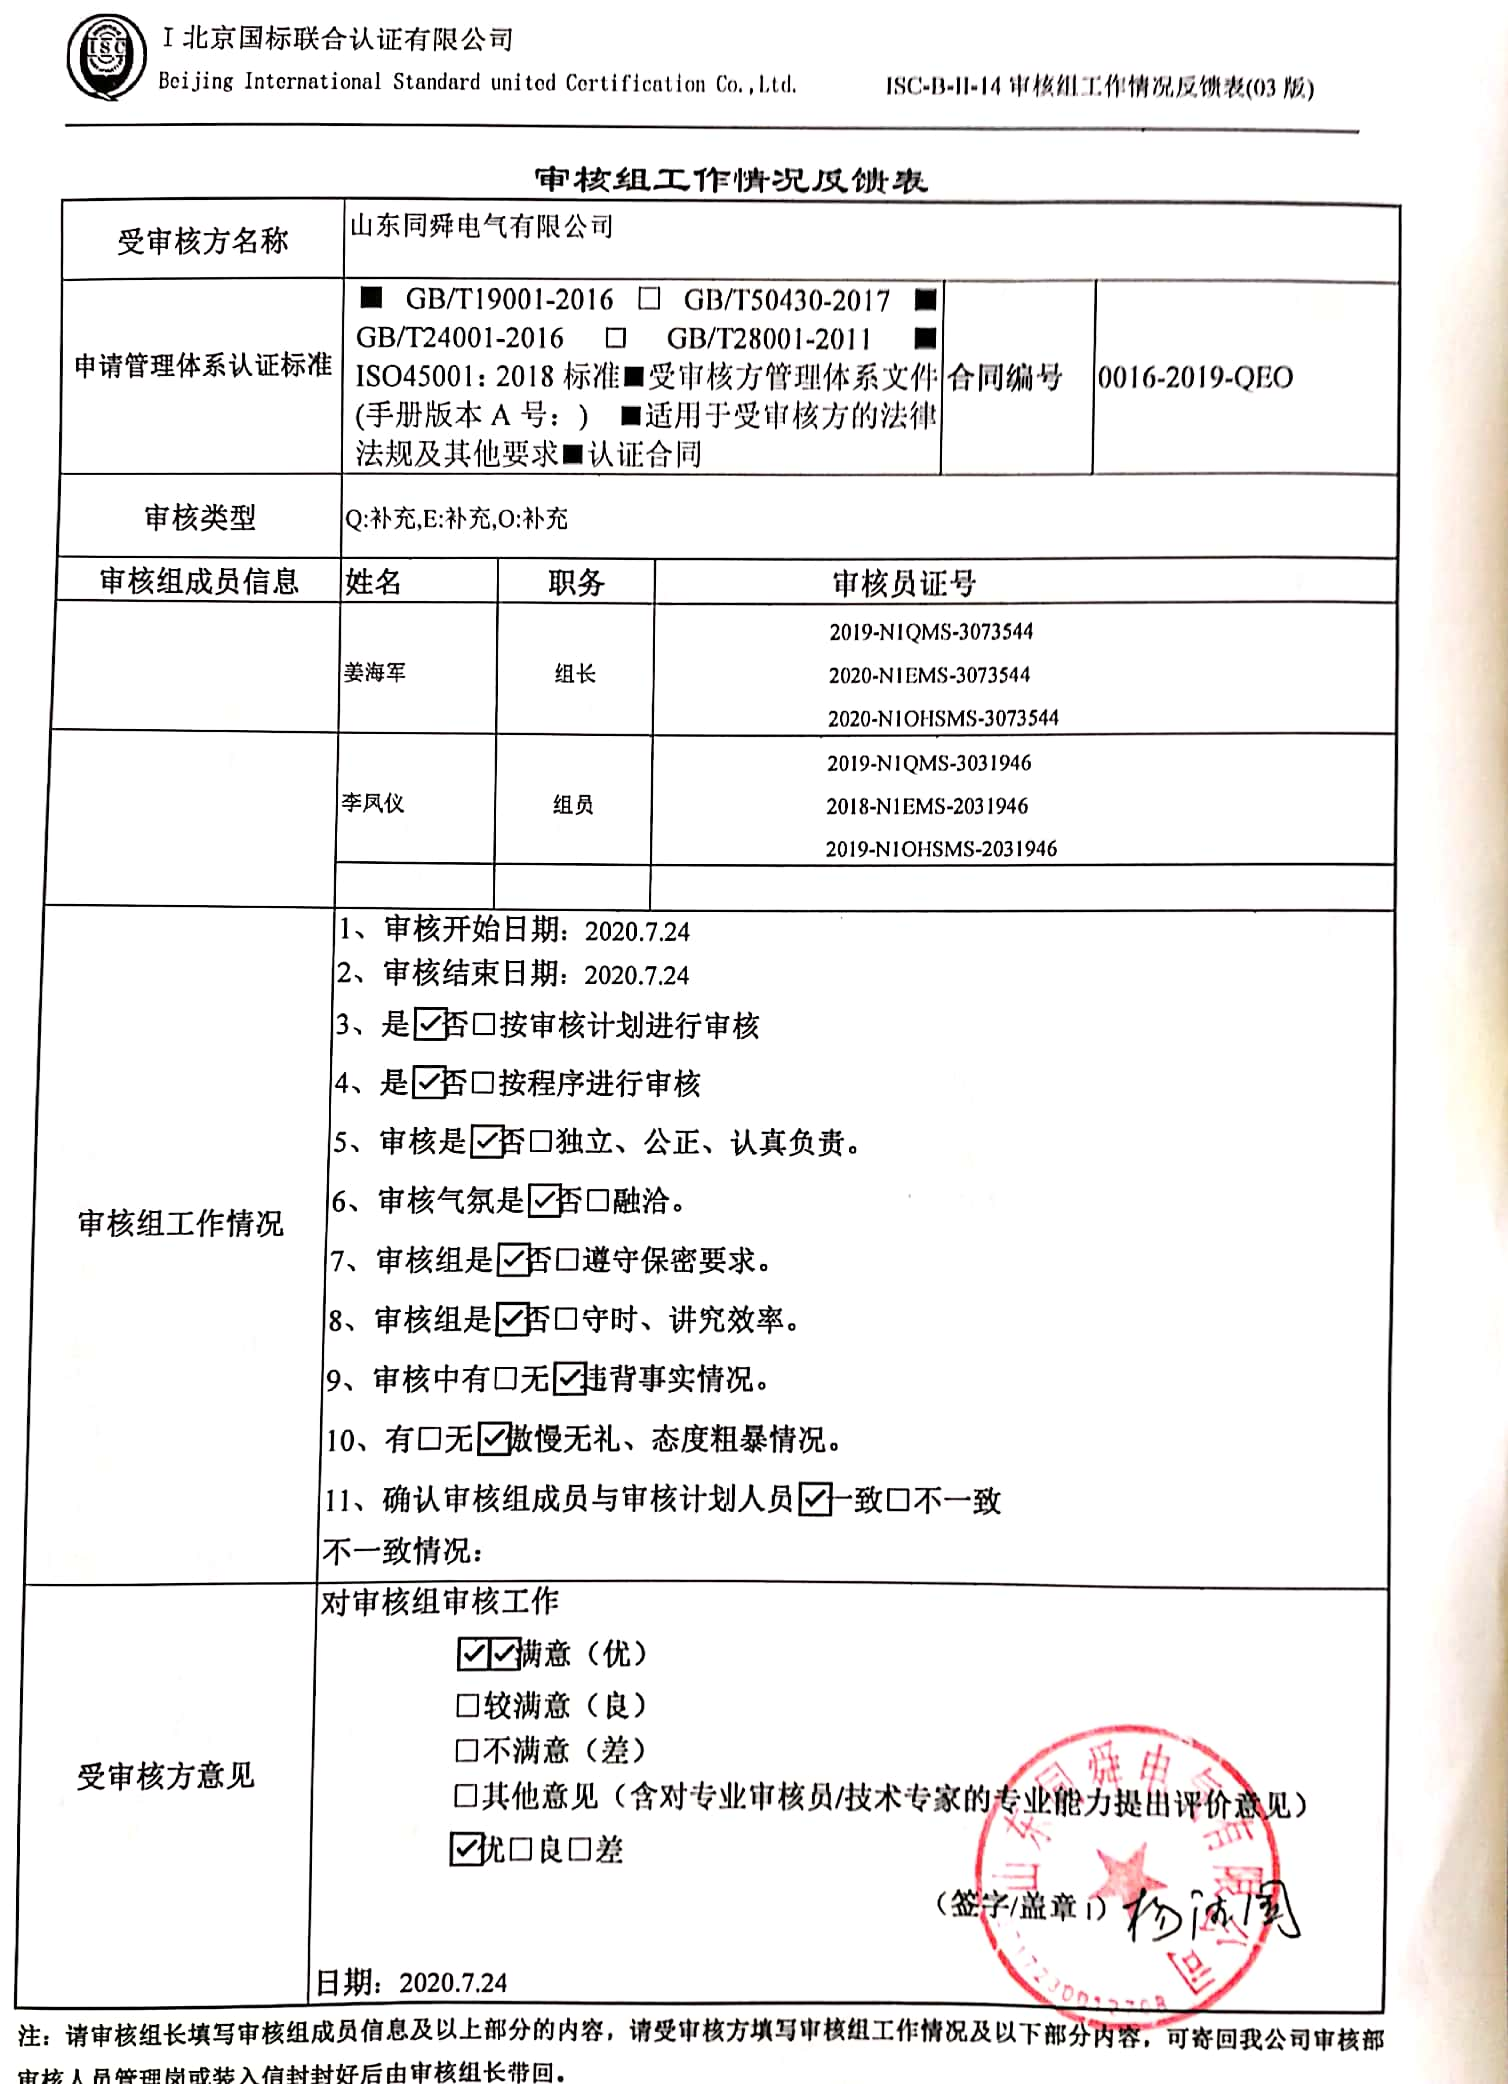 ISC
I 北京国标联合认证有限公司
Beijing International Standard united Certification Co.,Ltd.
ISC-B-II-14 审核组工作情况反馈表(03 版)
审核组工作情况反馈表
受审核方名称
山东同舜电气有限公司
申请管理体系认证标准
■ GB/T19001-2016 □ GB/T50430-2017 ■
GB/T24001-2016 □ GB/T28001-2011 ■
ISO45001: 2018 标准■受审核方管理体系文件
(手册版本 A 号: ) ■适用于受审核方的法律
法规及其他要求■认证合同
合同编号
0016-2019-QEO
审核类型
Q:补充,E:补充,O:补充
审核组成员信息
姓名
职务
审核员证号
姜海军
组长
2019-N1QMS-3073544
2020-N1EMS-3073544
2020-N1OHSMS-3073544
李凤仪
组员
2019-N1QMS-3031946
2018-N1EMS-2031946
2019-N1OHSMS-2031946
审核组工作情况
1、审核开始日期: 2020.7.24
2、审核结束日期: 2020.7.24
3、是☑否□按审核计划进行审核
4、是☑否□按程序进行审核
5、审核是☑否□独立、公正、认真负责。
6、审核气氛是☑否□融洽。
7、审核组是☑否□遵守保密要求。
8、审核组是☑否□守时、讲究效率。
9、审核中有□无☑违背事实情况。
10、有□无☑傲慢无礼、态度粗暴情况。
11、确认审核组成员与审核计划人员☑一致□不一致
不一致情况:
受审核方意见
对审核组审核工作
☑☑满意（优）
□较满意（良）
□不满意（差）
□其他意见（含对专业审核员/技术专家的专业能力提出评价意见）
☑优□良□差
（签字/盖章）
山东同舜电气有限公司
日期: 2020.7.24
注: 请审核组长填写审核组成员信息及以上部分的内容, 请受审核方填写审核组工作情况及以下部分内容, 可寄回我公司审核部
审核人员管理岗或装入信封封好后由审核组长带回。